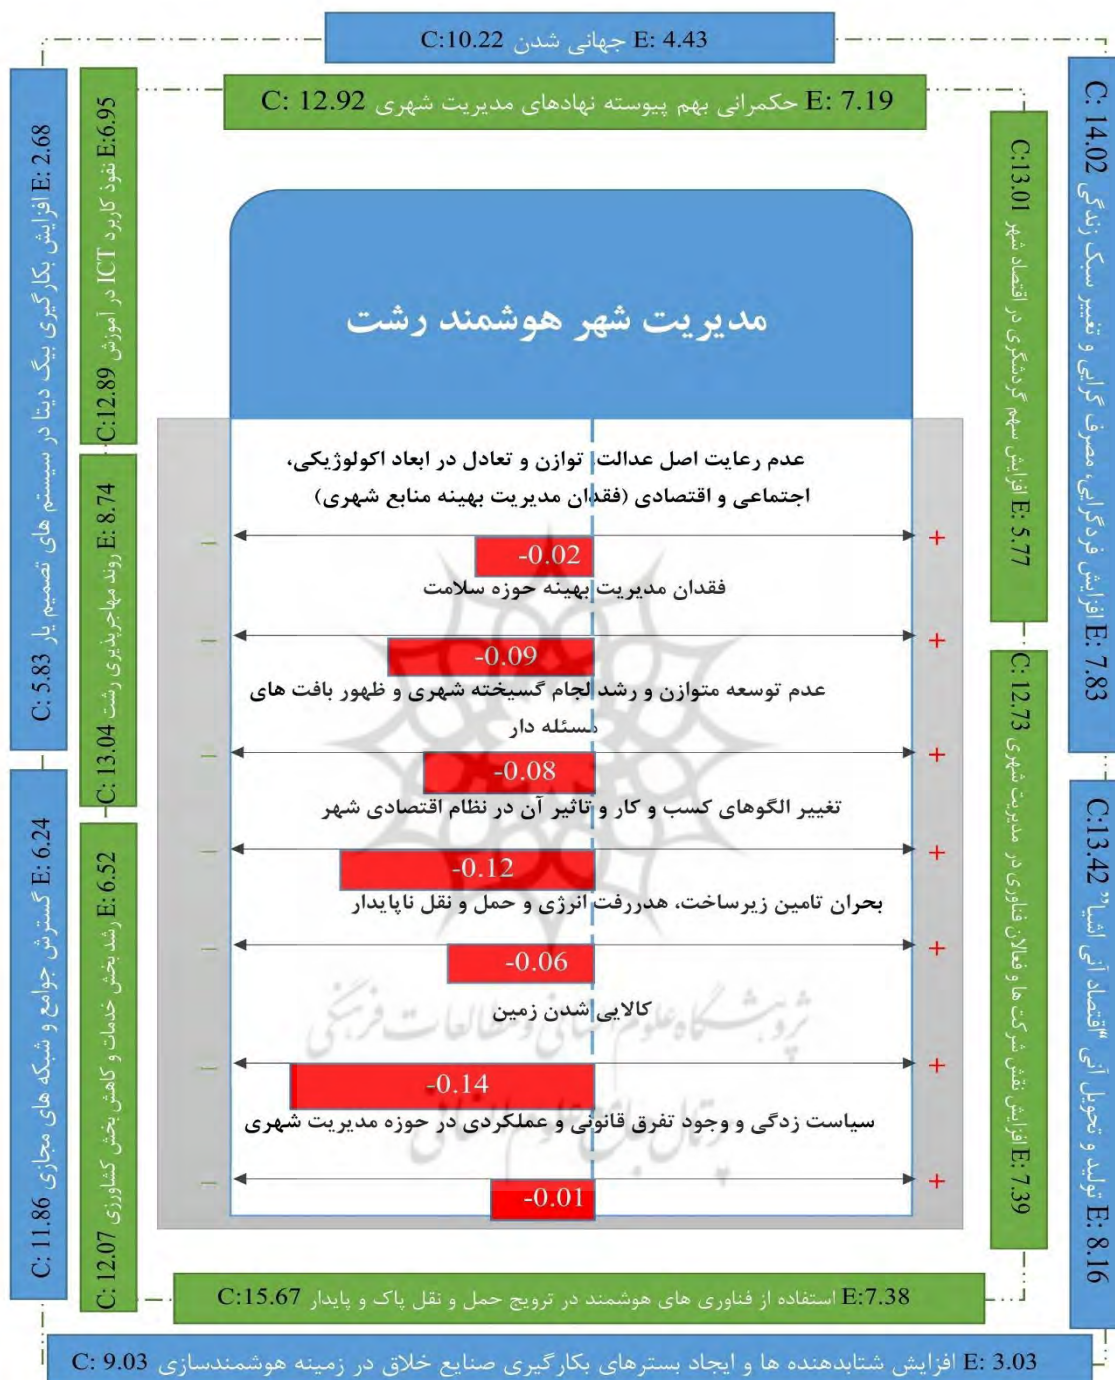 E: 4.43 جهانی شدن C:10.22
E: 7.19 حکمرانی بهم پیوسته نهادهای مدیریت شهری C: 12.92
E: 7.83 افزایش فردگرایی، مصرف گرایی و تغییر سبک زندگی C: 14.02
E: 5.77 افزایش سهم گردشگری در اقتصاد شهر C:13.01
E: 7.39 افزایش نقش شرکت ها و فعالان فناوری در مدیریت شهری C: 12.73
E: 8.16 تولید و تحویل آنی "اقتصاد آنی اشیا" C:13.42
مدیریت شهر هوشمند رشت
عدم رعایت اصل عدالت، توازن و تعادل در ابعاد اکولوژیکی،
اجتماعی و اقتصادی (فقدان مدیریت بهینه منابع شهری)
+ -0.02 –
فقدان مدیریت بهینه حوزه سلامت
+ -0.09 –
عدم توسعه متوازن و رشد لجام گسیخته شهری و ظهور بافت های
مسئله دار
+ -0.08 –
تغییر الگوهای کسب و کار و تاثیر آن در نظام اقتصادی شهر
+ -0.12 –
بحران تامین زیرساخت، هدررفت انرژی و حمل و نقل ناپایدار
+ -0.06 –
کالایی شدن زمین
پژوهشگاه علوم انسانی و مطالعات فرهنگی
+ -0.14 –
پرتال جامع علوم انسانی
سیاست زدگی و وجود تفرق قانونی و عملکردی در حوزه مدیریت شهری
+ -0.01 –
E:6.95 نفوذ کاربرد ICT در آموزش C:12.89
E: 8.74 روند مهاجرپذیری رشت C: 13.04
E: 6.52 رشد بخش خدمات و کاهش بخش کشاورزی C: 12.07
E: 2.68 افزایش بکارگیری بیگ دیتا در سیستم های تصمیم یار C: 5.83
E: 6.24 گسترش جوامع و شبکه های مجازی C: 11.86
E:7.38 استفاده از فناوری های هوشمند در ترویج حمل و نقل پاک و پایدار C:15.67
E: 3.03 افزایش شتابدهنده ها و ایجاد بسترهای بکارگیری صنایع خلاق در زمینه هوشمندسازی C: 9.03